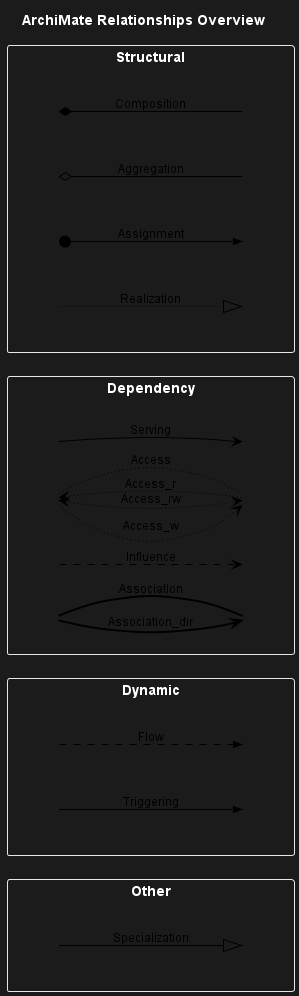 ArchiMate Relationships Overview
Structural
Composition
Aggregation
Assignment
Realization
Dependency
Serving
Access
Access_r
Access_rw
Access_w
Influence
Association
Association_dir
Dynamic
Flow
Triggering
Other
Specialization